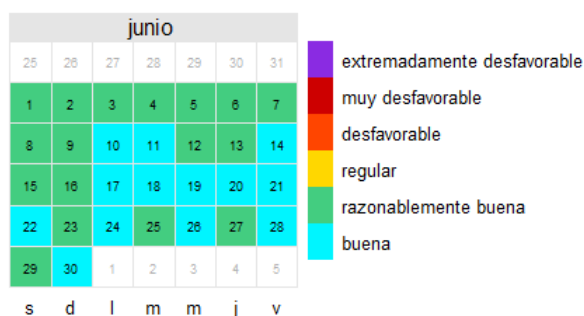 junio
25 26 27 28 29 30 31
1 2 3 4 5 6 7
8 9 10 11 12 13 14
15 16 17 18 19 20 21
22 23 24 25 26 27 28
29 30 1 2 3 4 5
s d l m m j v
extremadamente desfavorable
muy desfavorable
desfavorable
regular
razonablemente buena
buena